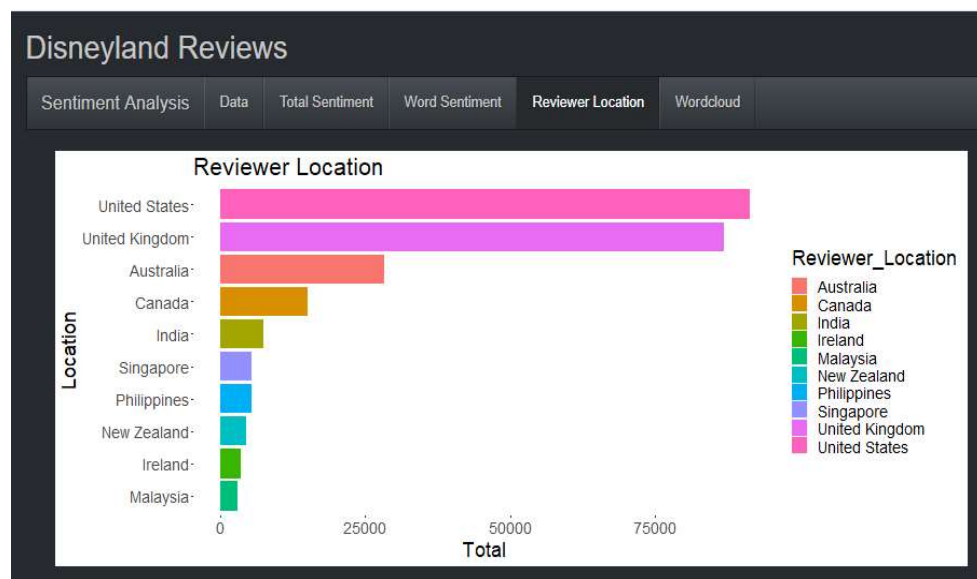 Disneyland Reviews
Sentiment Analysis Data Total Sentiment Word Sentiment Reviewer Location Wordcloud
Reviewer Location
Location
United States
United Kingdom
Australia
Canada
India
Singapore
Philippines
New Zealand
Ireland
Malaysia
0 25000 50000 75000
Total
Reviewer_Location
Australia
Canada
India
Ireland
Malaysia
New Zealand
Philippines
Singapore
United Kingdom
United States